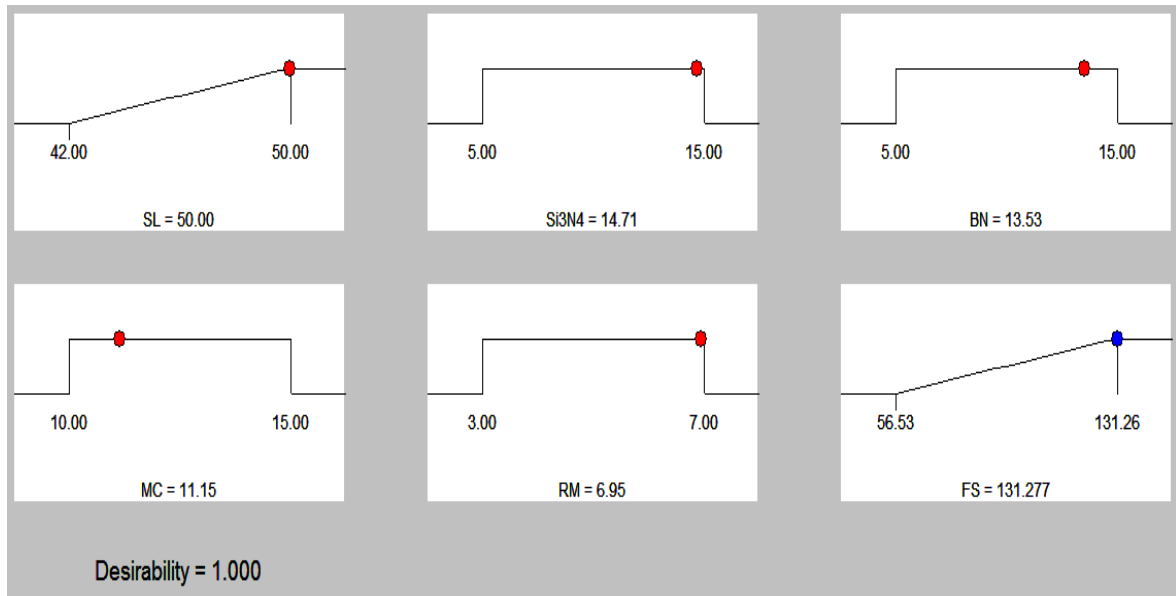 42.00 50.00
SL = 50.00
5.00 15.00
Si3N4 = 14.71
5.00 15.00
BN = 13.53
10.00 15.00
MC = 11.15
3.00 7.00
RM = 6.95
56.53 131.26
FS = 131.277
Desirability = 1.000